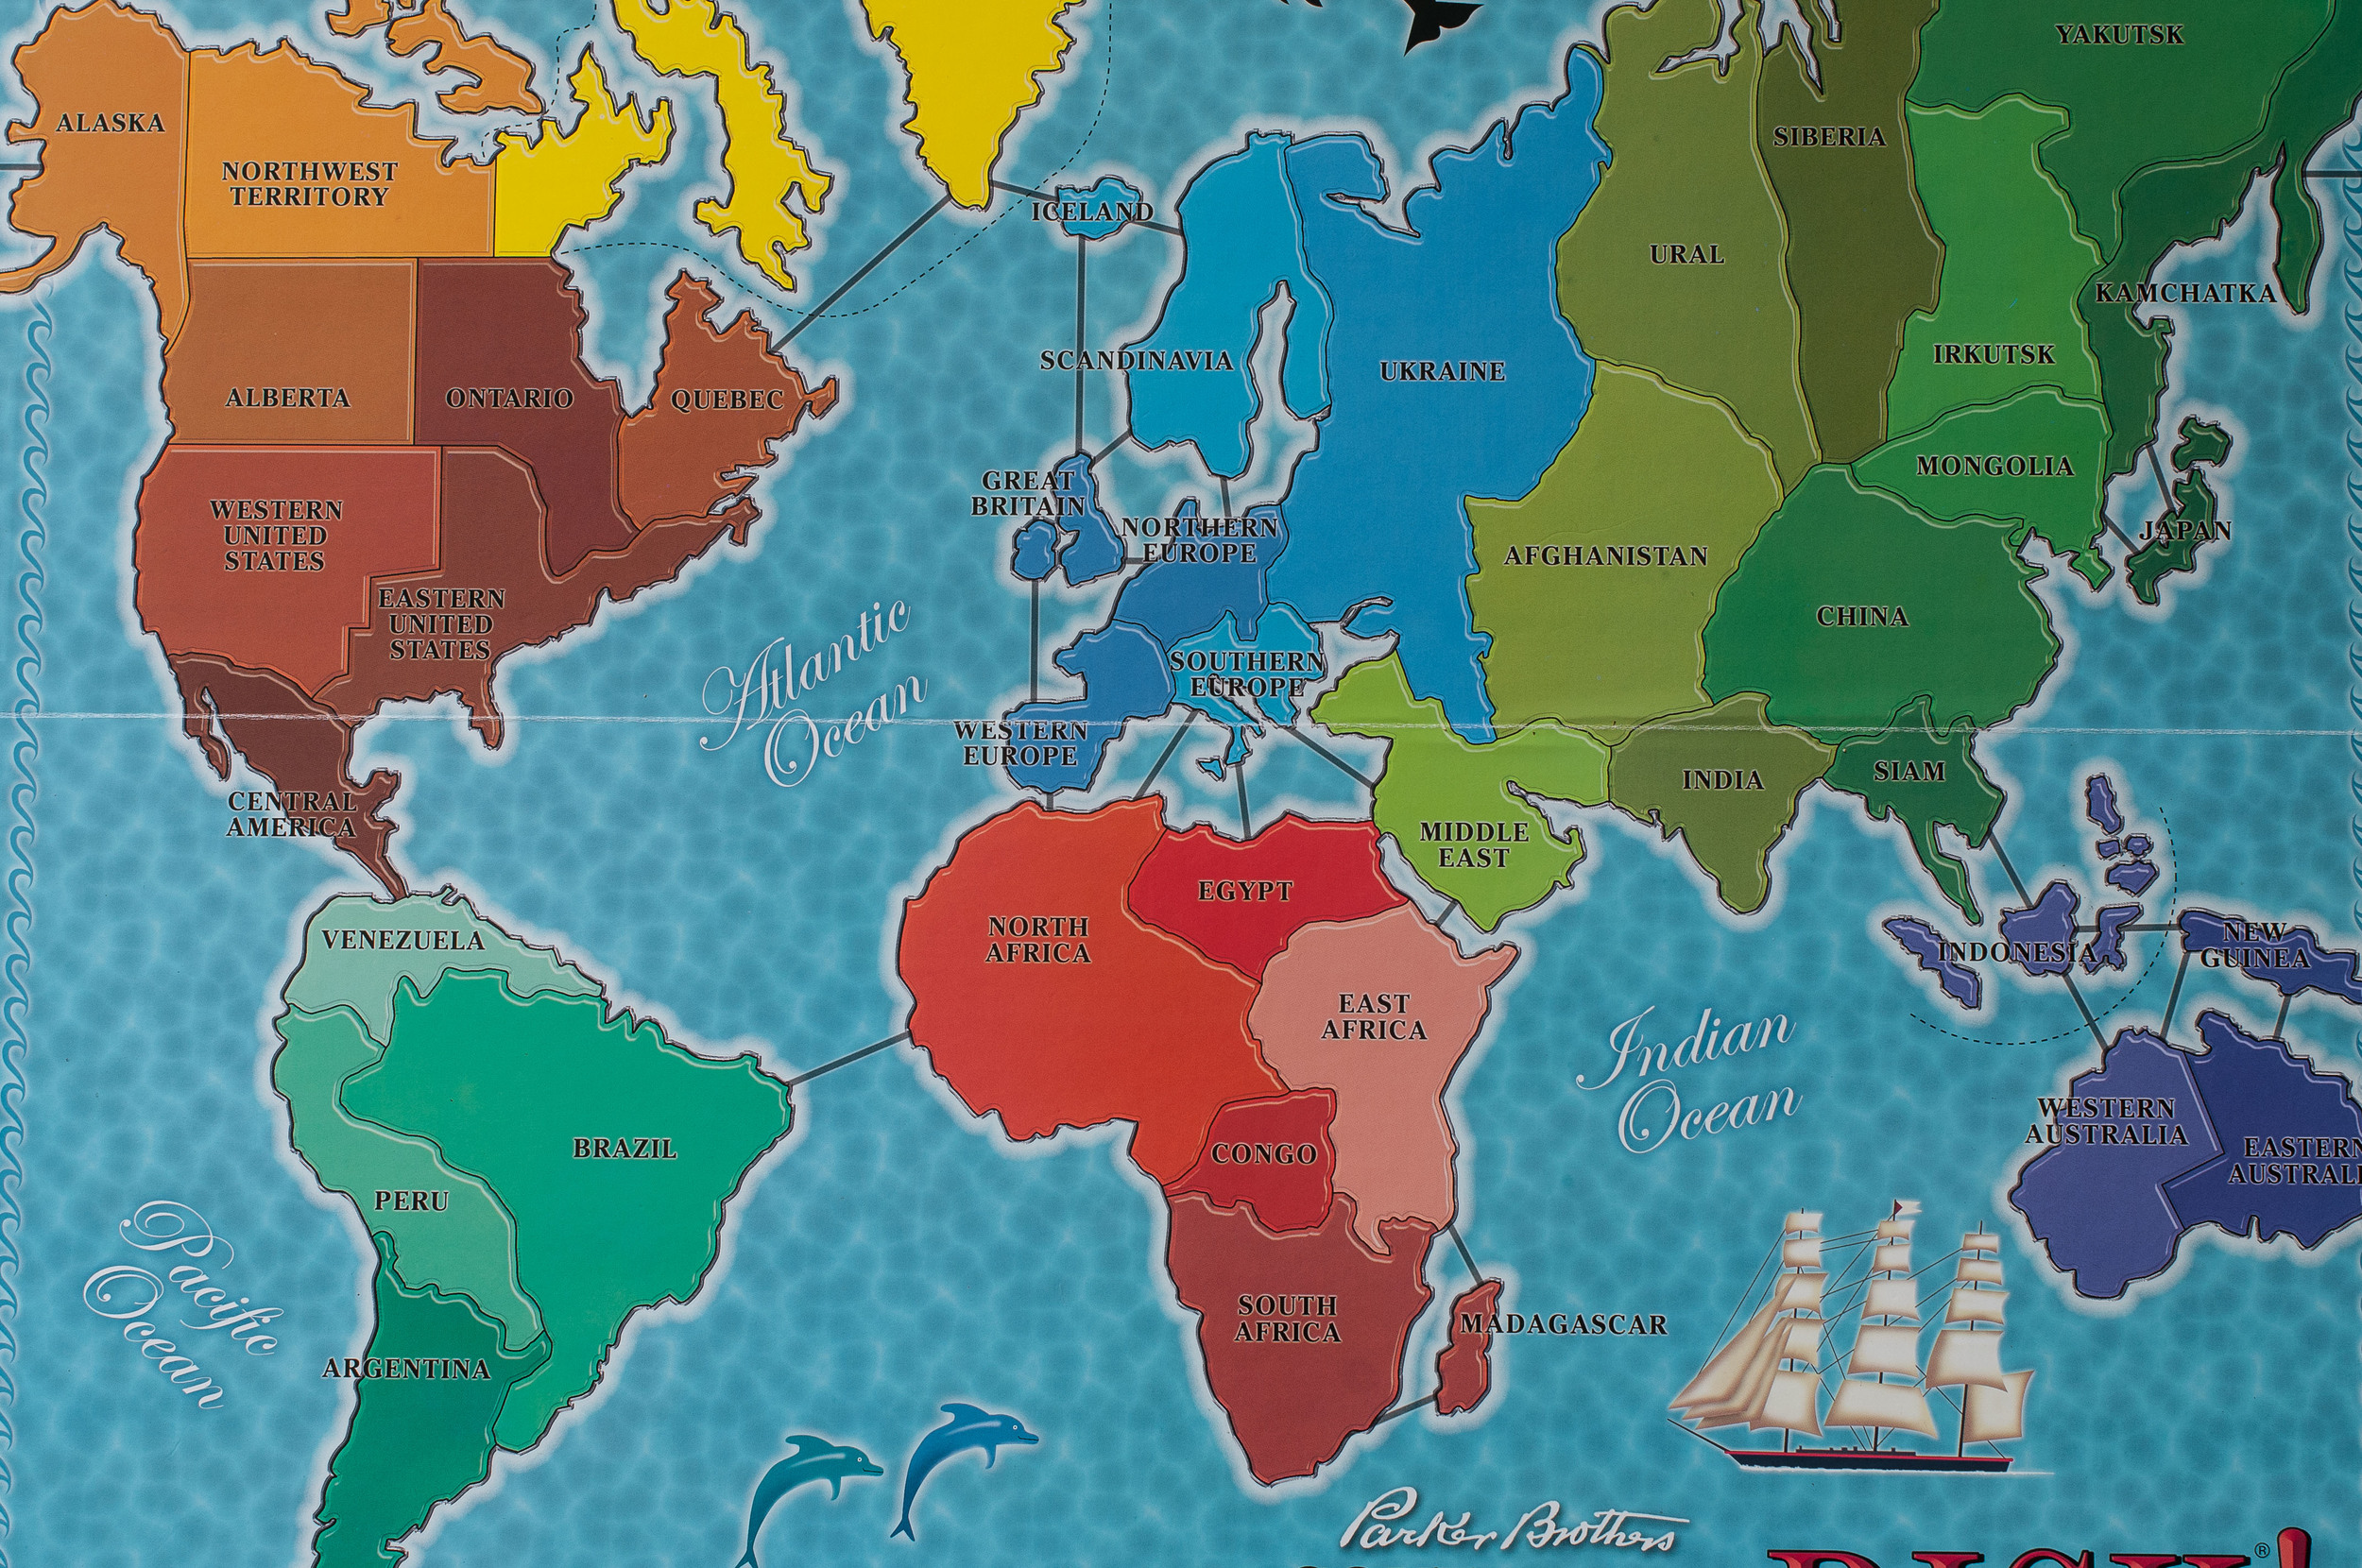 YAKUTSK
ALASKA
SIBERIA
NORTHWEST
TERRITORY
ICELAND
URAL
KAMCHATKA
IRKUTSK
SCANDINAVIA
UKRAINE
ALBERTA
ONTARIO
QUEBEC
MONGOLIA
GREAT
BRITAIN
WESTERN
UNITED
STATES
NORTHERN
EUROPE
JAPAN
AFGHANISTAN
EASTERN
UNITED
STATES
CHINA
Atlantic
Ocean
SOUTHERN
EUROPE
WESTERN
EUROPE
SIAM
INDIA
CENTRAL
AMERICA
MIDDLE
EAST
EGYPT
VENEZUELA
NORTH
AFRICA
INDONESIA
NEW
GUINEA
EAST
AFRICA
Indian
Ocean
WESTERN
AUSTRALIA
BRAZIL
CONGO
EASTERN
AUSTRALI
PERU
Pacific
Ocean
SOUTH
AFRICA
MADAGASCAR
ARGENTINA
Parker Brothers
RISK!®